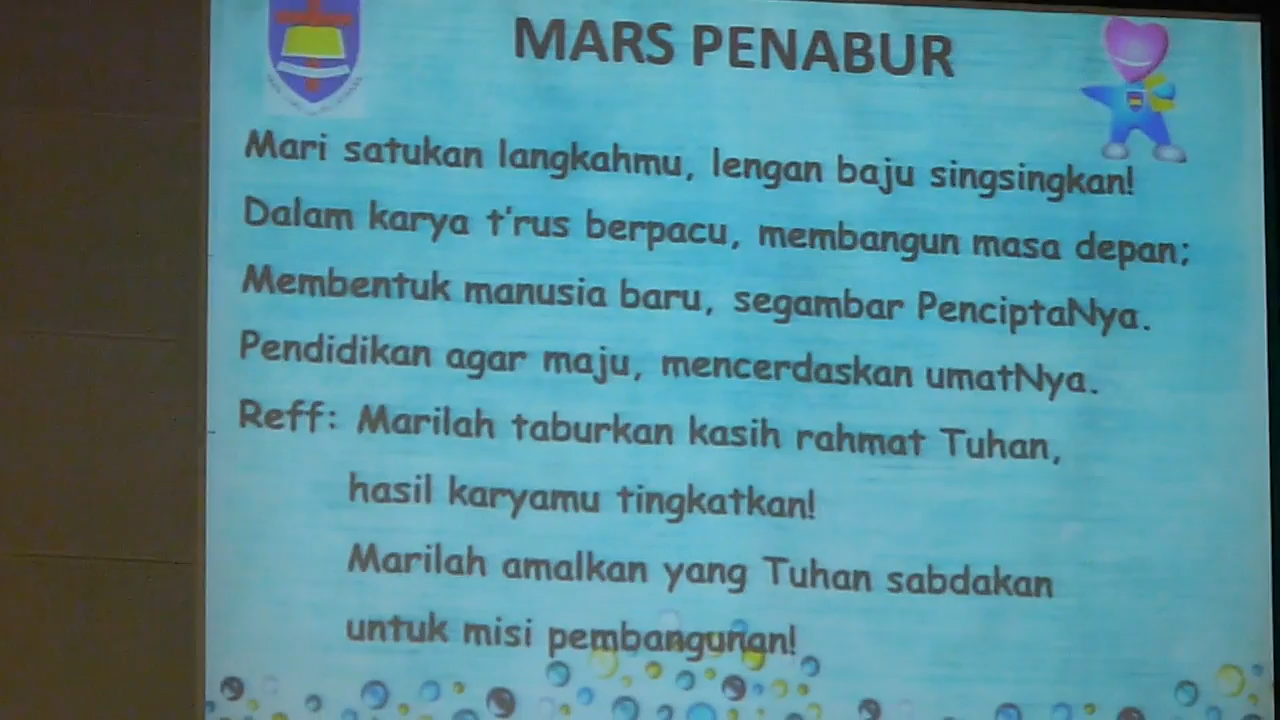 MARS PENABUR
Mari satukan langkahmu, lengan baju singsingkan!
Dalam karya t'rus berpacu, membangun masa depan;
Membentuk manusia baru, segambar PenciptaNya.
Pendidikan agar maju, mencerdaskan umatNya.
Reff: Marilah taburkan kasih rahmat Tuhan,
hasil karyamu tingkatkan!
Marilah amalkan yang Tuhan sabdakan
untuk misi pembangunan!